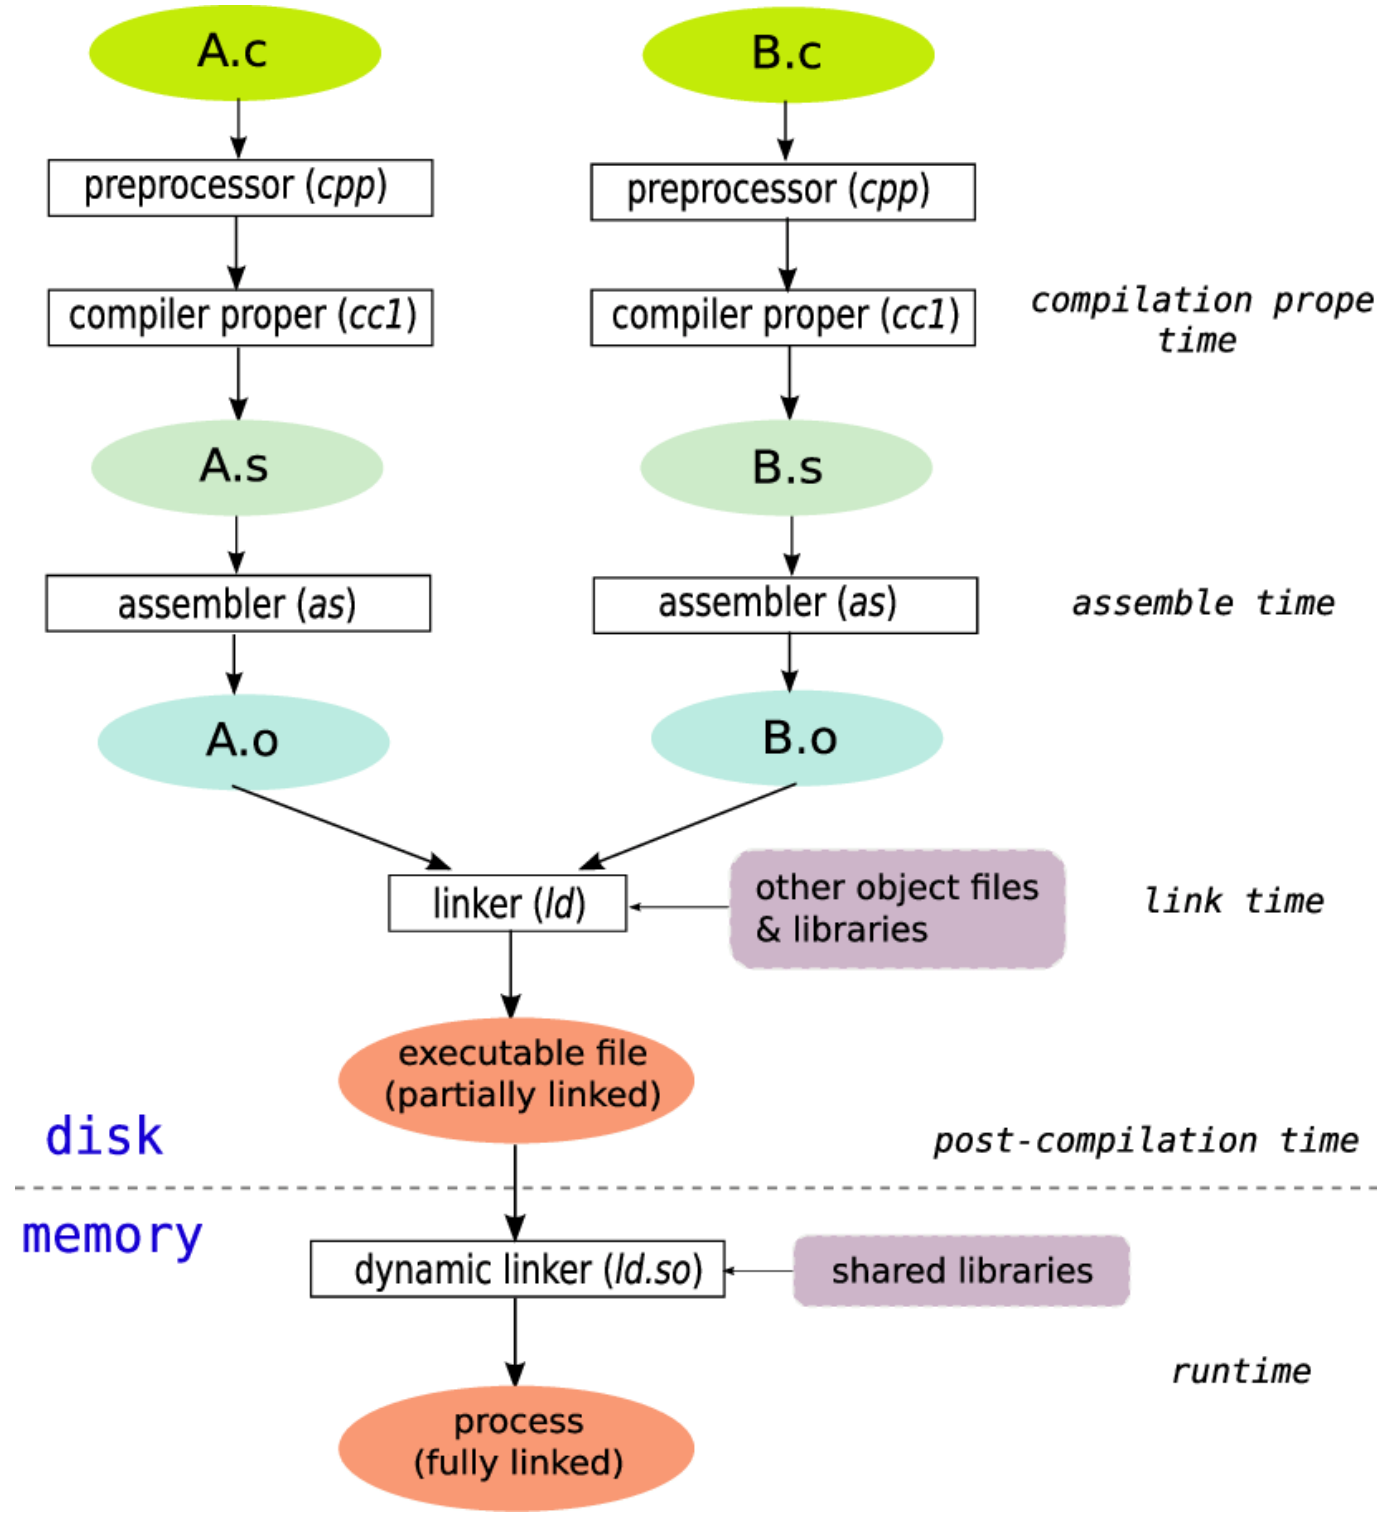 A.c
B.c
preprocessor (cpp)
preprocessor (cpp)
compiler proper (cc1)
compiler proper (cc1)
compilation prope
time
A.s
B.s
assembler (as)
assembler (as)
assemble time
A.o
B.o
linker (ld)
other object files
& libraries
link time
executable file
(partially linked)
disk
post-compilation time
memory
dynamic linker (ld.so)
shared libraries
runtime
process
(fully linked)